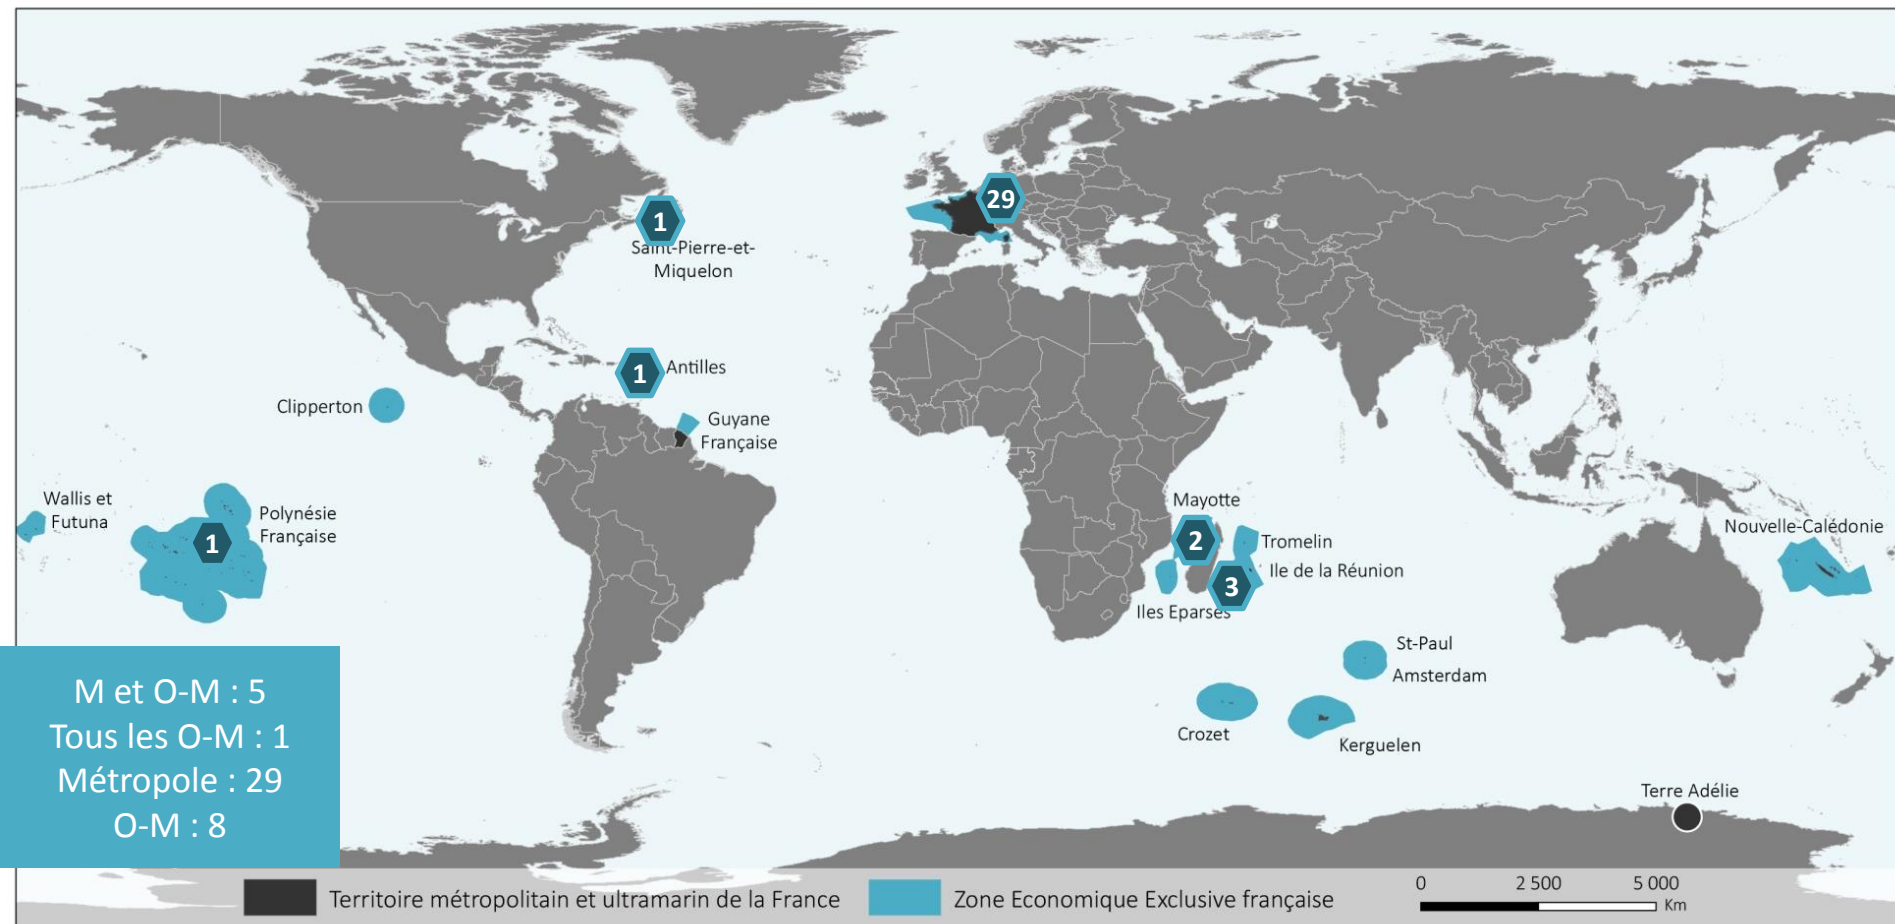 29
1
Saint-Pierre-et-
Miquelon
1
Antilles
Clipperton
Guyane
Française
Wallis et
Futuna
Polynésie
Française
1
Mayotte
2
Tromelin
Ile de la Réunion
3
Iles Eparses
Nouvelle-Calédonie
St-Paul
Amsterdam
Crozet
Kerguelen
Terre Adélie
M et O-M : 5
Tous les O-M : 1
Métropole : 29
O-M : 8
Territoire métropolitain et ultramarin de la France
Zone Economique Exclusive française
0 2 500 5 000
Km